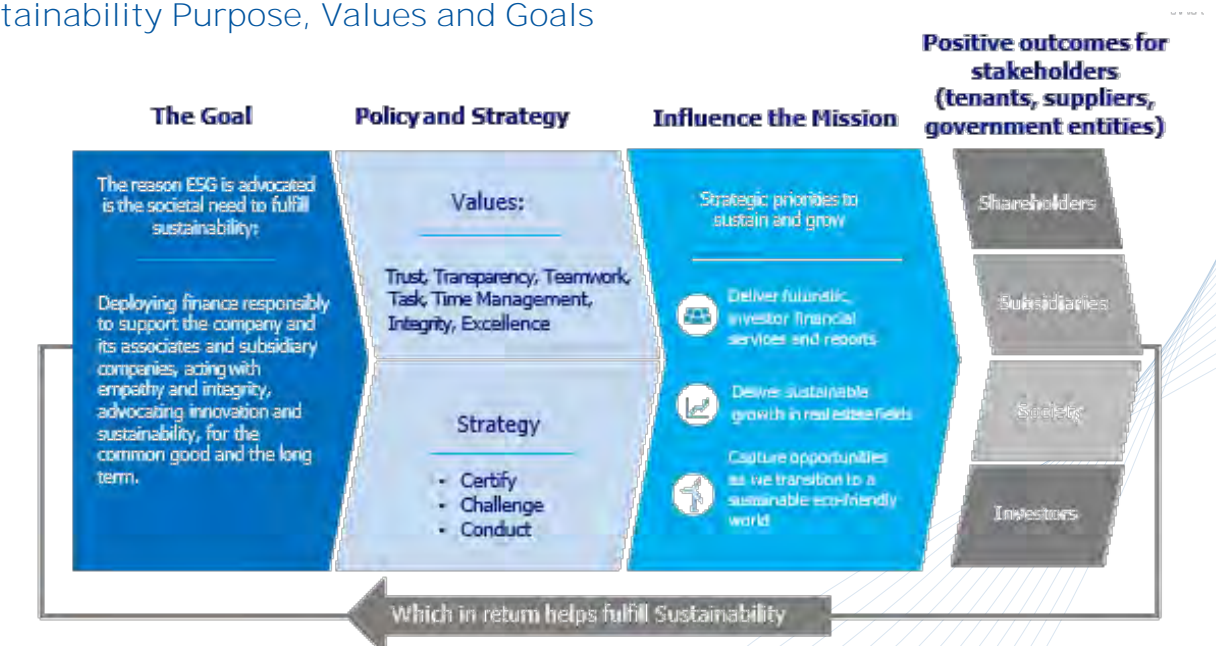 tainability Purpose, Values and Goals
The Goal
The reason ESG is advocated
is the societal need to fulfill
sustainability:
Deploying finance responsibly
to support the company and
its associates and subsidiary
companies, acting with
empathy and integrity,
advocating innovation and
sustainability, for the
common good and the long
term.
Policy and Strategy
Values:
Trust, Transparency, Teamwork,
Task, Time Management,
Integrity, Excellence
Strategy
• Certify
• Challenge
• Conduct
Influence the Mission
Strategic priorities to
sustain and grow
Deliver futuristic,
investor financial
services and reports
Deliver sustainable
growth in real estate fields
Capture opportunities
as we transition to a
sustainable eco-friendly
world
Positive outcomes for
stakeholders
(tenants, suppliers,
government entities)
Shareholders
Subsidiaries
Society
Investors
Which in return helps fulfill Sustainability